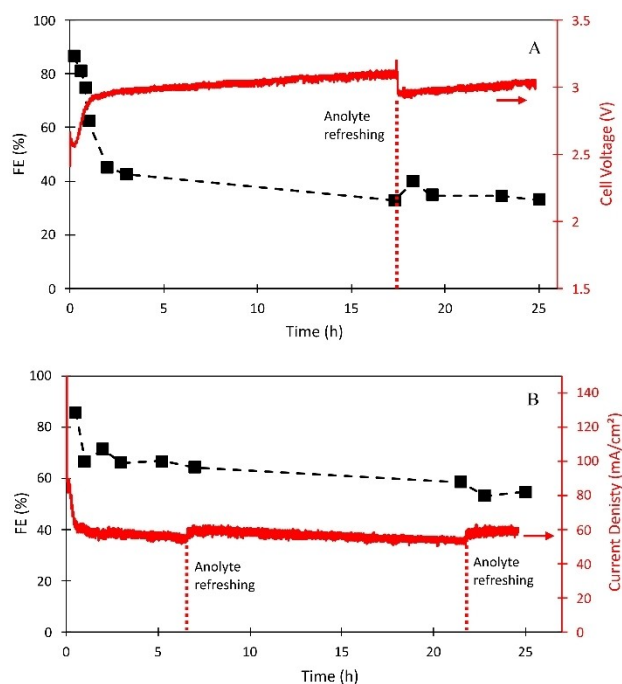 A
100
80
60
40
20
0
FE (%)
3.5
3
2.5
2
1.5
Cell Voltage (V)
Anolyte
refreshing
0
5
10
15
20
25
Time (h)
B
100
80
60
40
20
0
FE (%)
140
120
100
80
60
40
20
0
Current Denisty (mA/cm²)
Anolyte
refreshing
Anolyte
refreshing
0
5
10
15
20
25
Time (h)